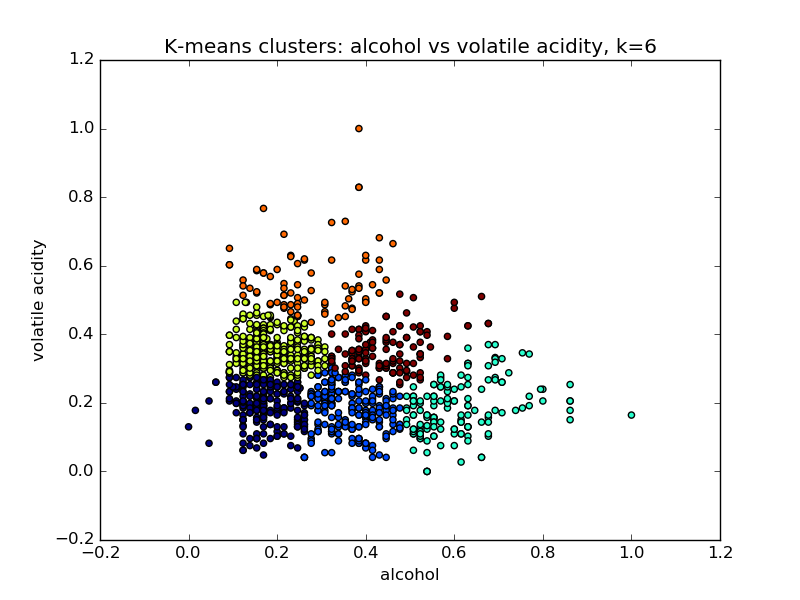 K-means clusters: alcohol vs volatile acidity, k=6
1.2
1.0
0.8
0.6
0.4
0.2
0.0
−0.2
volatile acidity
−0.2 0.0 0.2 0.4 0.6 0.8 1.0 1.2
alcohol